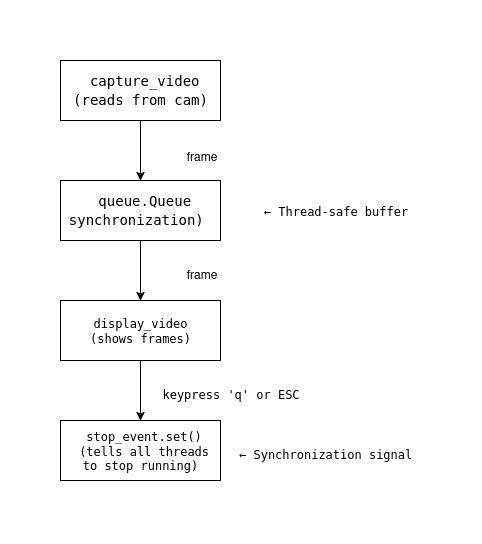 capture_video
(reads from cam)
frame
queue.Queue
synchronization)
← Thread-safe buffer
frame
display_video
(shows frames)
keypress 'q' or ESC
stop_event.set()
(tells all threads
to stop running)
← Synchronization signal